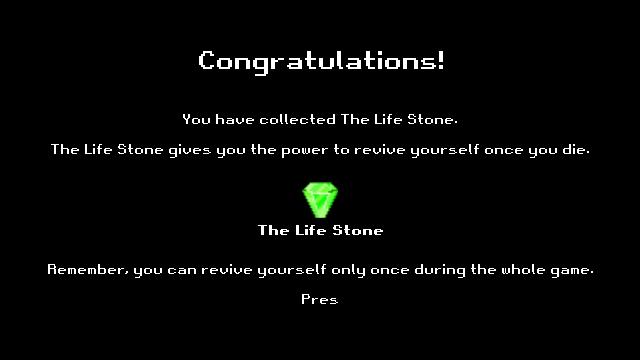 Congratulations!
You have collected The Life Stone.
The Life Stone gives you the power to revive yourself once you die.
The Life Stone
Remember, you can revive yourself only once during the whole game.
Pres